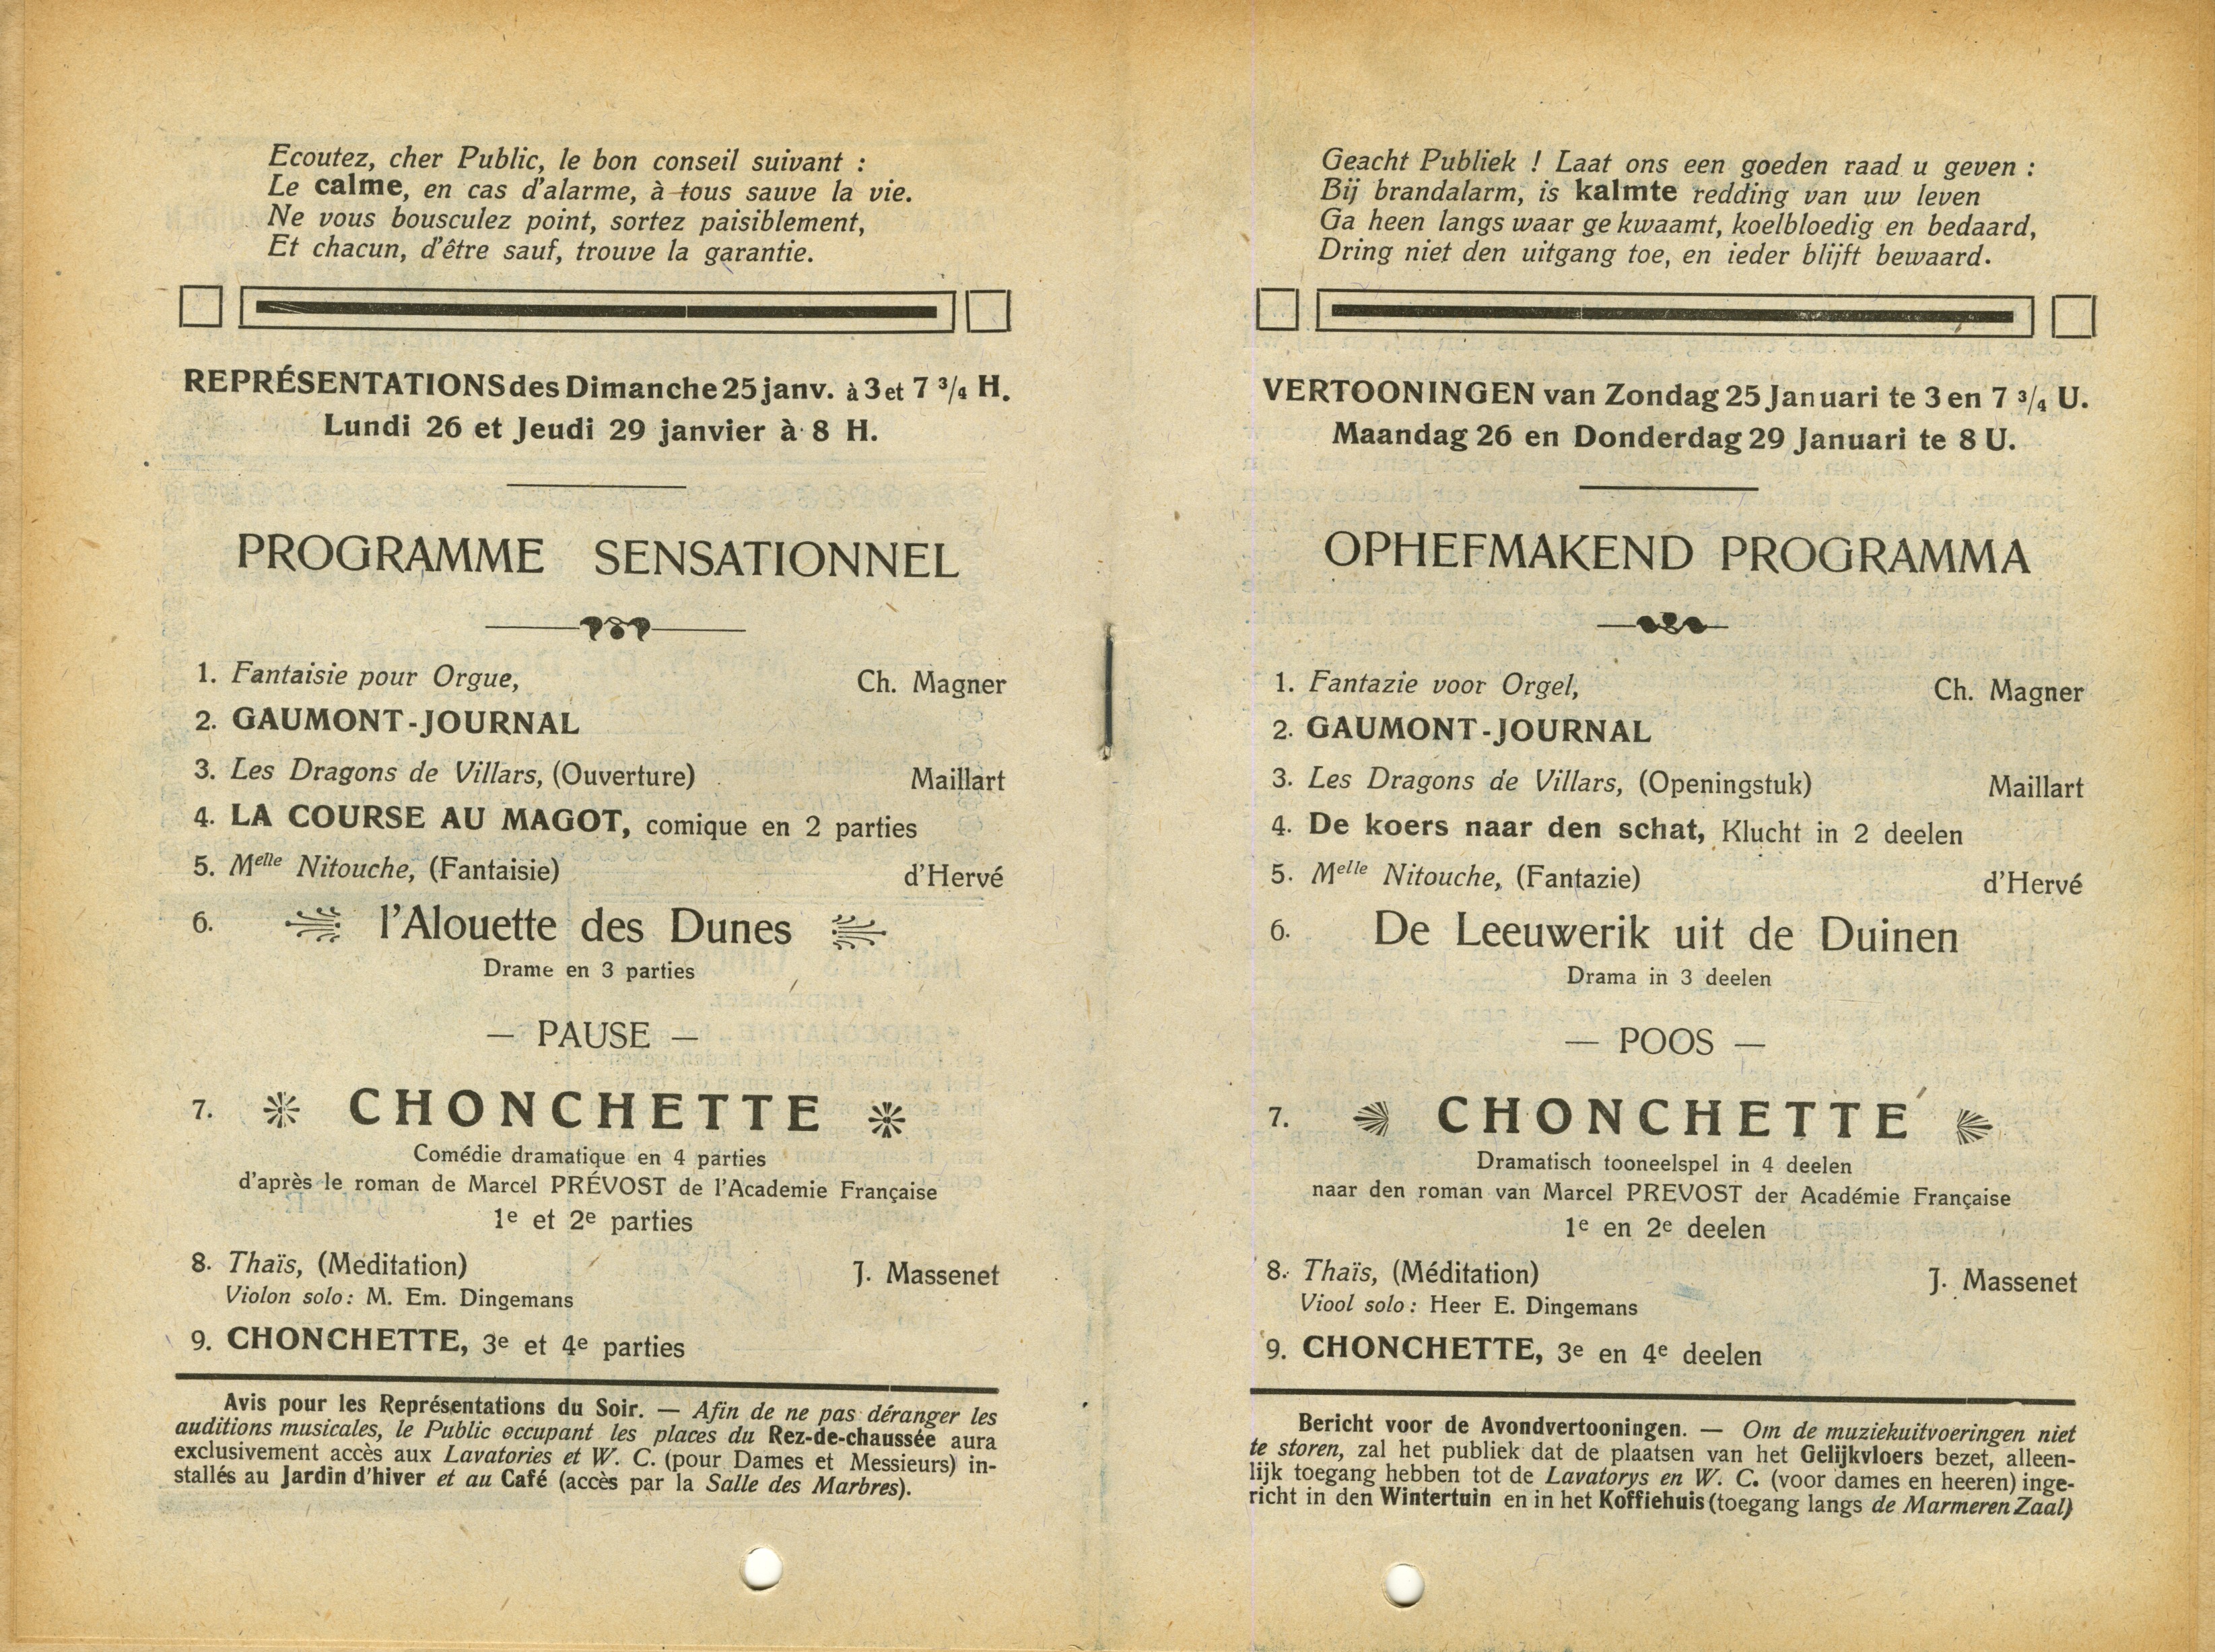 Ecoutez, cher Public, le bon conseil suivant :
Le calme, en cas d'alarme, à tous sauve la vie.
Ne vous bousculez point, sortez paisiblement,
Et chacun, d'être sauf, trouve la garantie.
REPRÉSENTATIONS des Dimanche 25 janv. à 3 et 7 3/4 H.
Lundi 26 et Jeudi 29 janvier à 8 H.
PROGRAMME SENSATIONNEL
1. Fantaisie pour Orgue, Ch. Magner
2. GAUMONT-JOURNAL
3. Les Dragons de Villars, (Ouverture) Maillart
4. LA COURSE AU MAGOT, comique en 2 parties
5. Melle Nitouche, (Fantaisie) d'Hervé
6. l'Alouette des Dunes
Drame en 3 parties
— PAUSE —
7. CHONCHETTE
Comédie dramatique en 4 parties
d'après le roman de Marcel PRÉVOST de l'Academie Française
1e et 2e parties
8. Thaïs, (Meditation) J. Massenet
Violon solo : M. Em. Dingemans
9. CHONCHETTE, 3e et 4e parties
Avis pour les Représentations du Soir. — Afin de ne pas déranger les
auditions musicales, le Public occupant les places du Rez-de-chaussée aura
exclusivement accès aux Lavatories et W. C. (pour Dames et Messieurs) in-
stallés au Jardin d'hiver et au Café (accès par la Salle des Marbres).
Geacht Publiek ! Laat ons een goeden raad u geven :
Bij brandalarm, is kalmte redding van uw leven
Ga heen langs waar ge kwaamt, koelbloedig en bedaard,
Dring niet den uitgang toe, en ieder blijft bewaard.
VERTOONINGEN van Zondag 25 Januari te 3 en 7 3/4 U.
Maandag 26 en Donderdag 29 Januari te 8 U.
OPHEFMAKEND PROGRAMMA
1. Fantazie voor Orgel, Ch. Magner
2. GAUMONT-JOURNAL
3. Les Dragons de Villars, (Openingstuk) Maillart
4. De koers naar den schat, Klucht in 2 deelen
5. Melle Nitouche, (Fantazie) d'Hervé
6. De Leeuwerik uit de Duinen
Drama in 3 deelen
— POOS —
7. CHONCHETTE
Dramatisch tooneelspel in 4 deelen
naar den roman van Marcel PREVOST der Académie Française
1e en 2e deelen
8. Thaïs, (Méditation) J. Massenet
Viool solo : Heer E. Dingemans
9. CHONCHETTE, 3e en 4e deelen
Bericht voor de Avondvertooningen. — Om de muziekuitvoeringen niet
te storen, zal het publiek dat de plaatsen van het Gelijkvloers bezet, alleen-
lijk toegang hebben tot de Lavatorys en W. C. (voor dames en heeren) inge-
richt in den Wintertuin en in het Koffiehuis (toegang langs de Marmeren Zaal)